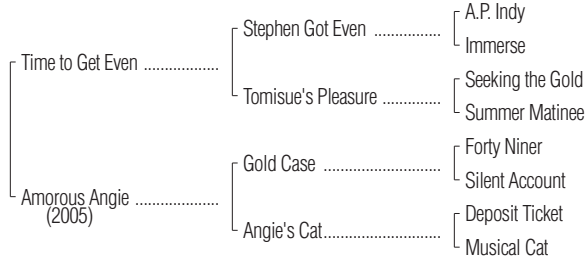 A.P. Indy
Stephen Got Even ................
Immerse
Time to Get Even ...................
Seeking the Gold
Tomisue's Pleasure ............
Summer Matinee
Forty Niner
Gold Case ........................
Silent Account
Amorous Angie .....................
(2005)
Deposit Ticket
Angie's Cat........................
Musical Cat